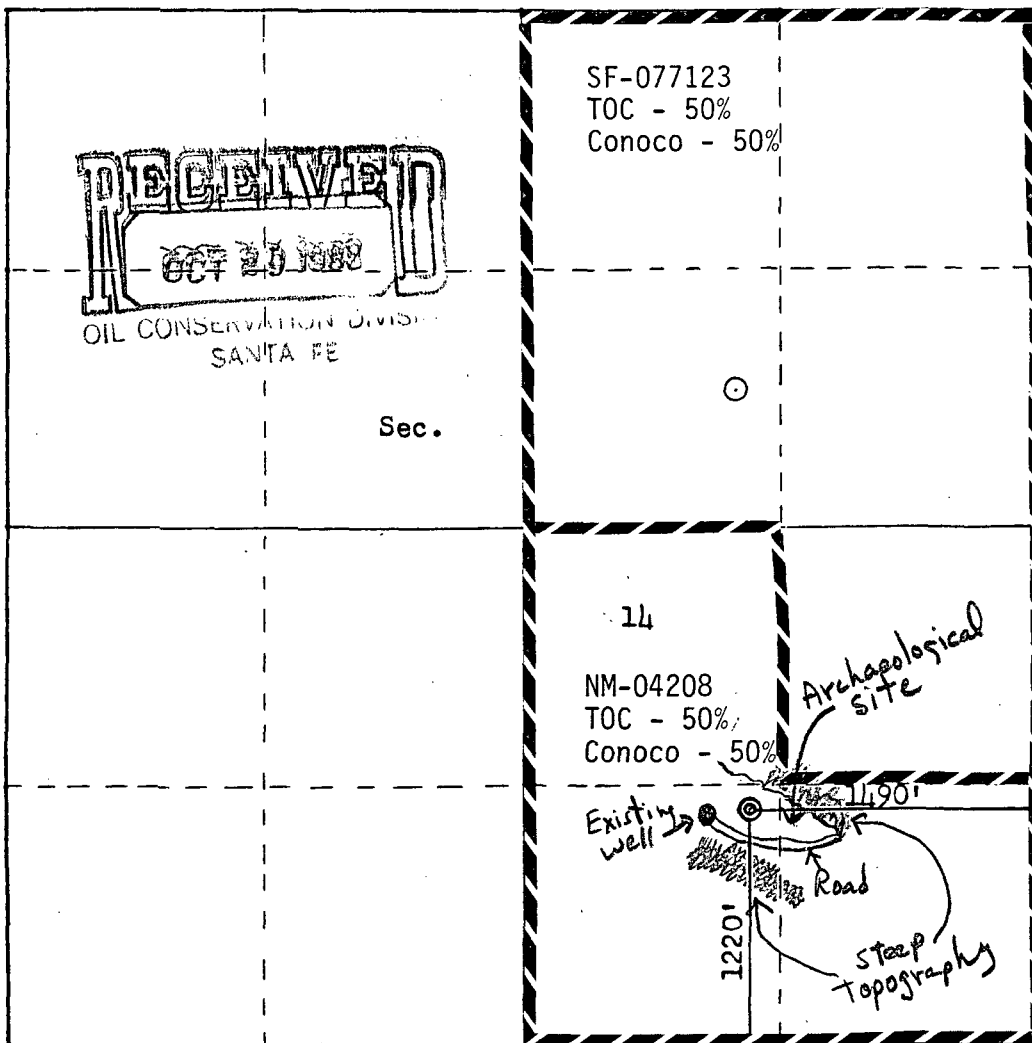 SF-077123
TOC - 50%
Conoco - 50%
RECEIVED
OCT
OIL CONSERVATION
SANTA FE
Sec.
14
NM-04208
TOC - 50%
Conoco - 50%
Archaeological
site
1490'
Existing
well
Road
1220'
steep
topography